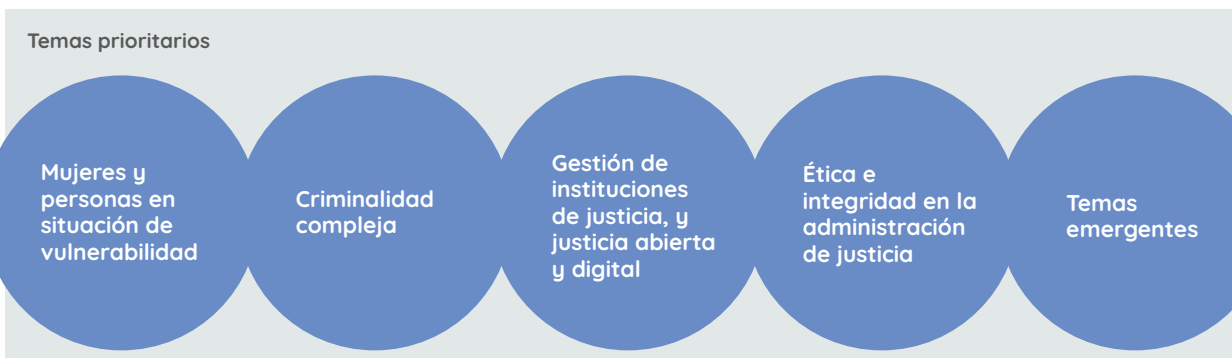 Temas prioritarios
Mujeres y
personas en
situación de
vulnerabilidad
Criminalidad
compleja
Gestión de
instituciones
de justicia, y
justicia abierta
y digital
Ética e
integridad en la
administración
de justicia
Temas
emergentes